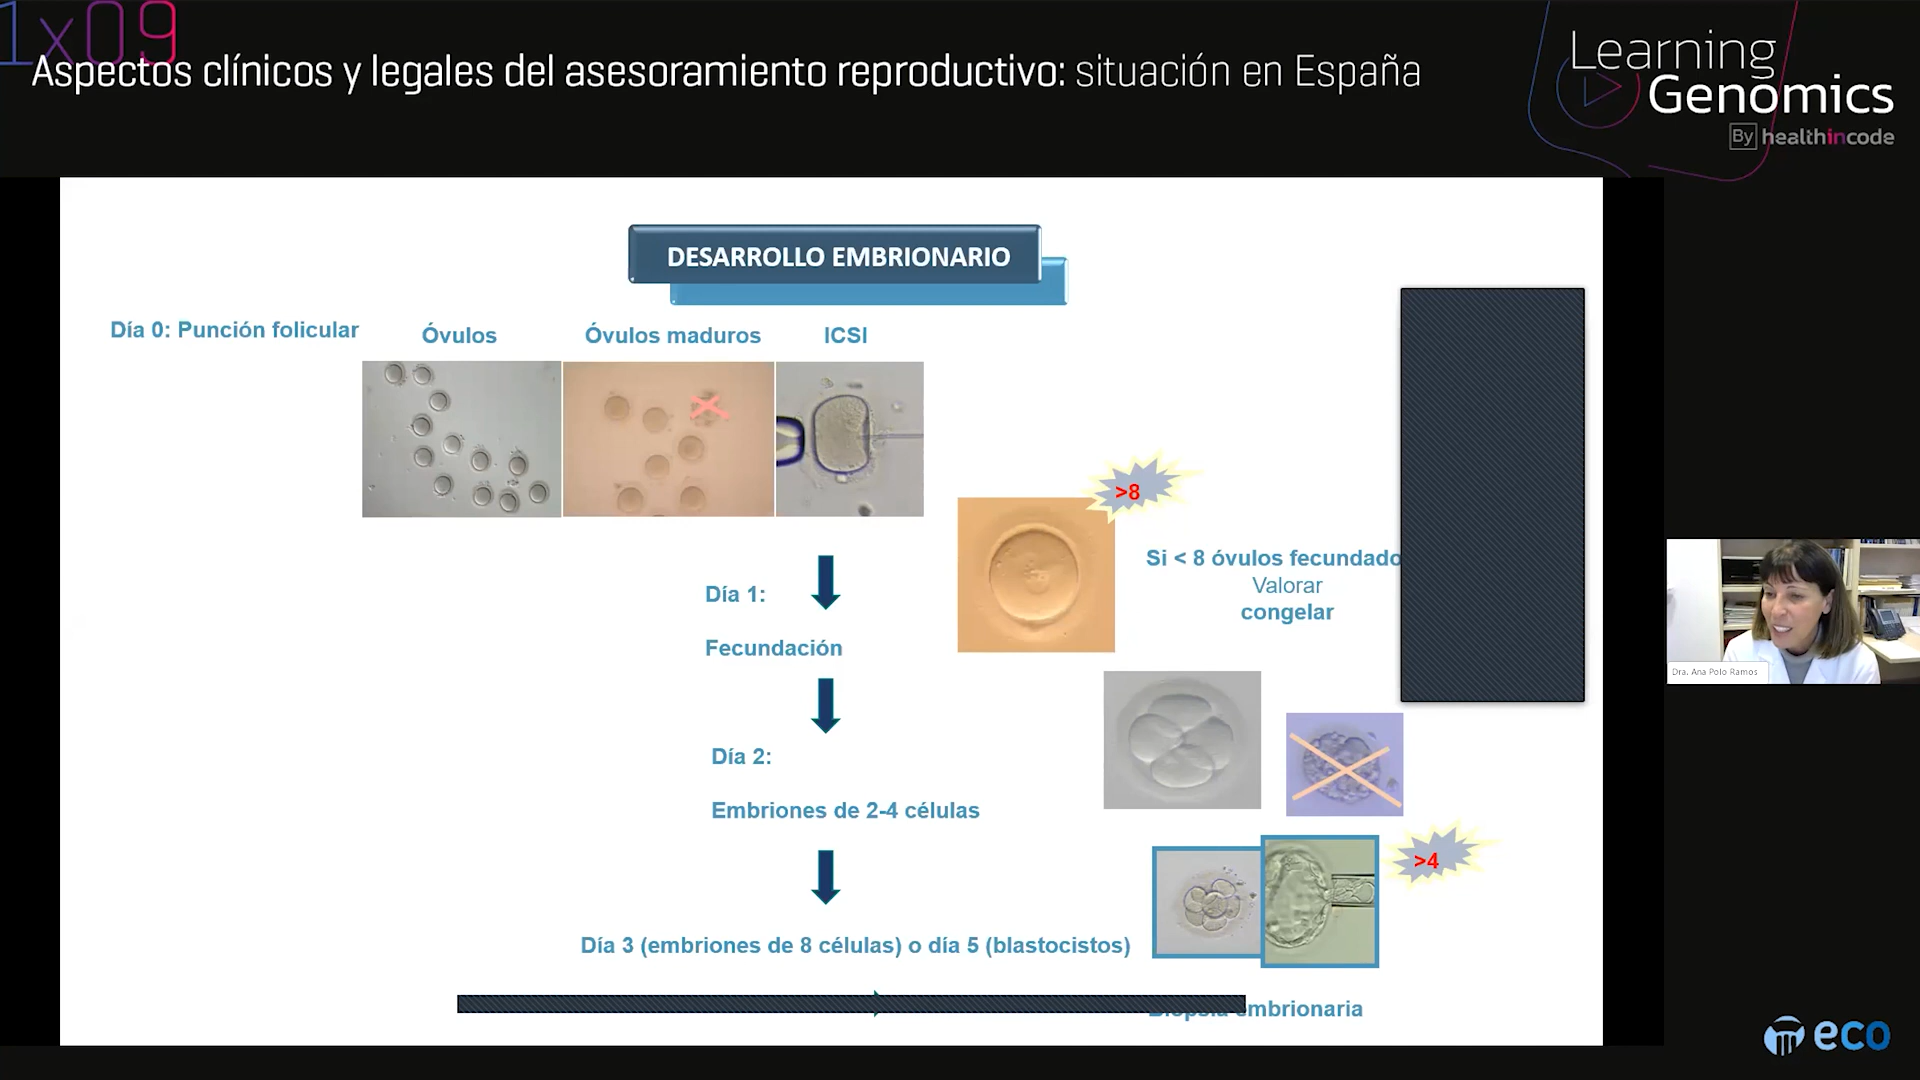 1x09
Aspectos clínicos y legales del asesoramiento reproductivo: situación en España
Learning
Genomics
By healthincode
DESARROLLO EMBRIONARIO
Día 0: Punción folicular
Óvulos
Óvulos maduros
ICSI
>8
Si < 8 óvulos fecundado
Valorar
congelar
Día 1:
Fecundación
Día 2:
Embriones de 2-4 células
>4
Día 3 (embriones de 8 células) o día 5 (blastocistos)
Biopsia embrionaria
Dra. Ana Polo Ramos
eco